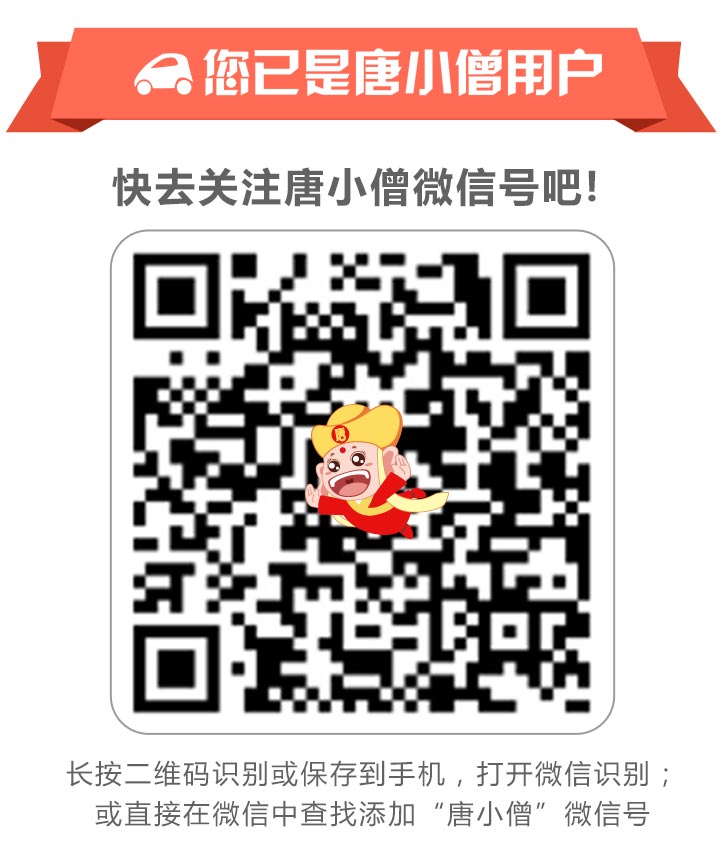 您已是唐小僧用户
快去关注唐小僧微信号吧!
唐
长按二维码识别或保存到手机，打开微信识别；
或直接在微信中查找添加“唐小僧”微信号